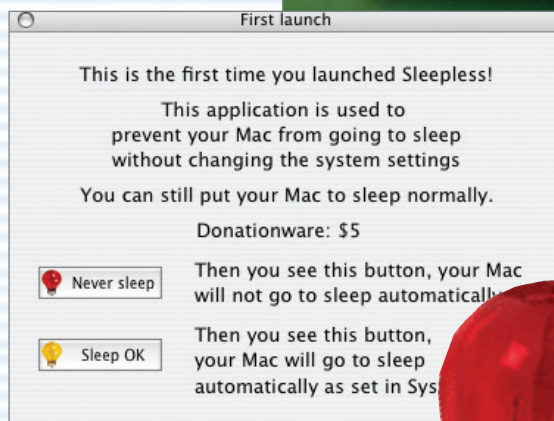 First launch
This is the first time you launched Sleepless!
This application is used to
prevent your Mac from going to sleep
without changing the system settings
You can still put your Mac to sleep normally.
Donationware: $5
Never sleep
Then you see this button, your Mac
will not go to sleep automatically
Sleep OK
Then you see this button,
your Mac will go to sleep
automatically as set in Sys